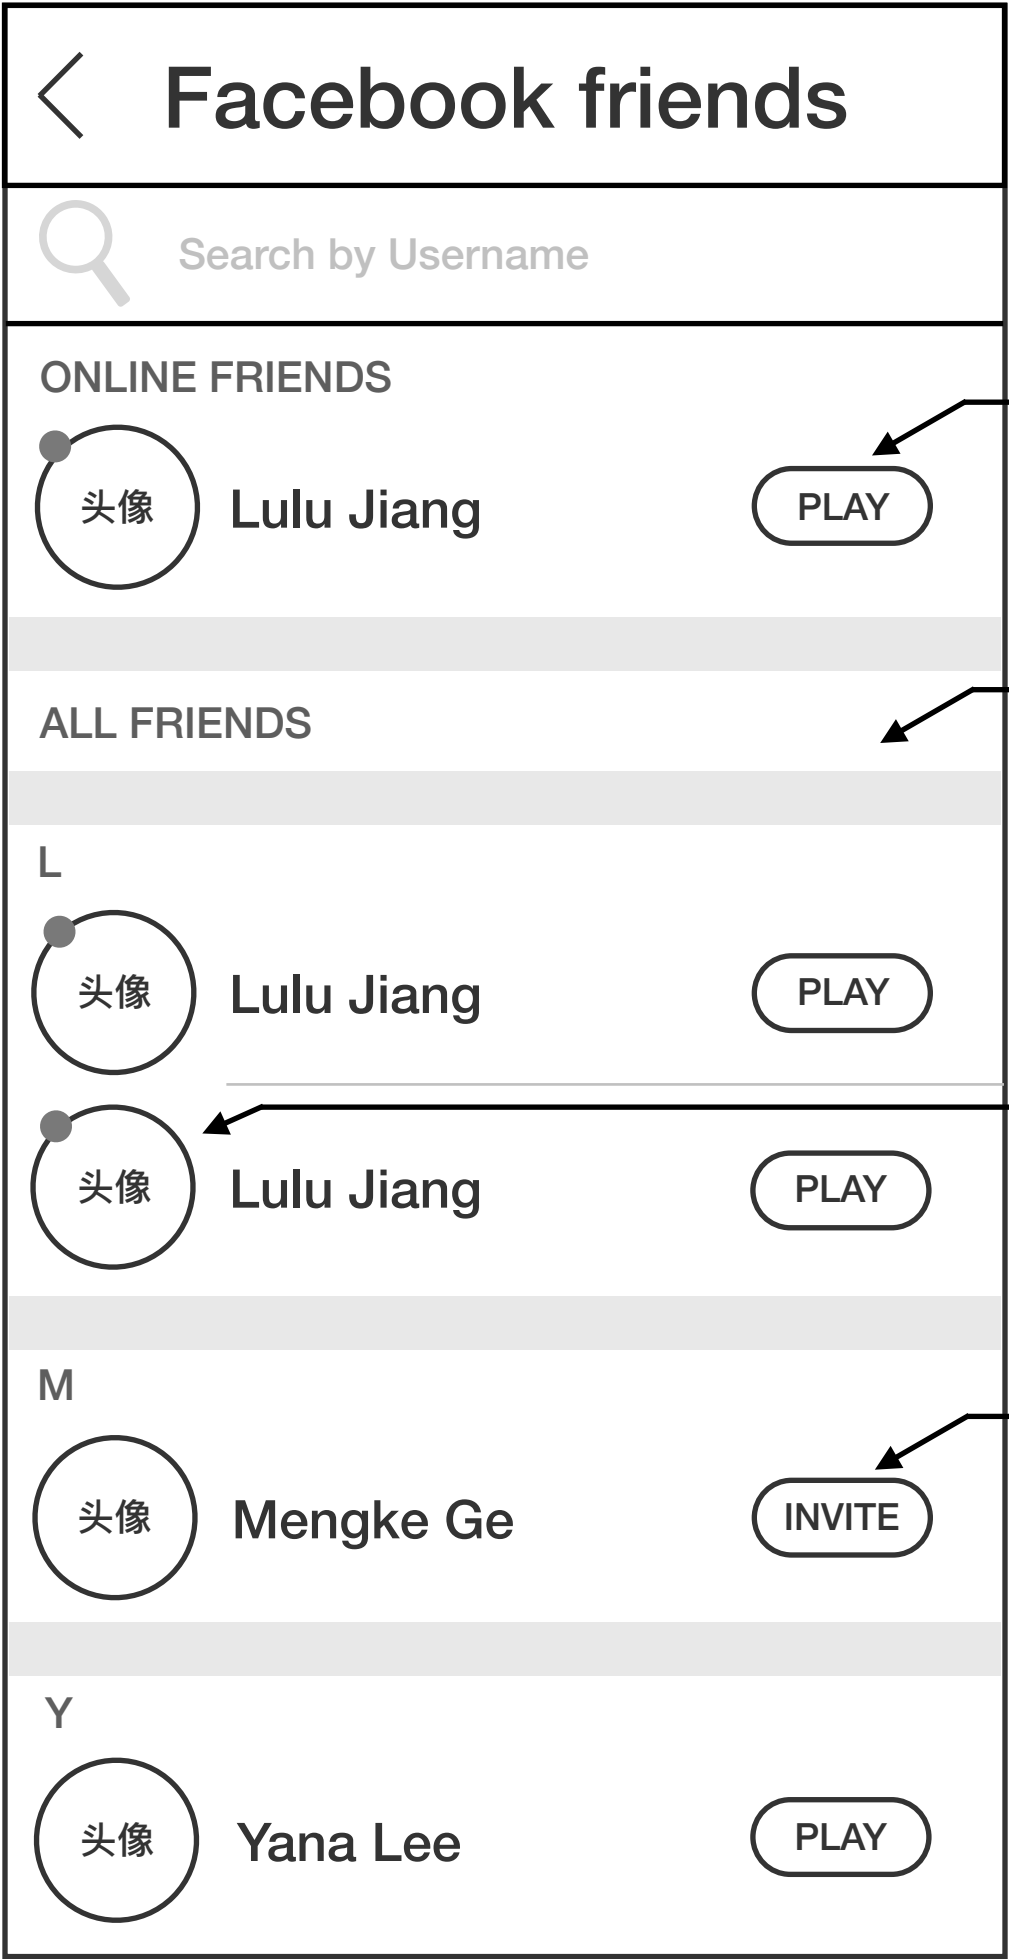 Facebook friends
Search by Username
ONLINE FRIENDS
头像 Lulu Jiang PLAY
ALL FRIENDS
L
头像 Lulu Jiang PLAY
头像 Lulu Jiang PLAY
M
头像 Mengke Ge INVITE
Y
头像 Yana Lee PLAY